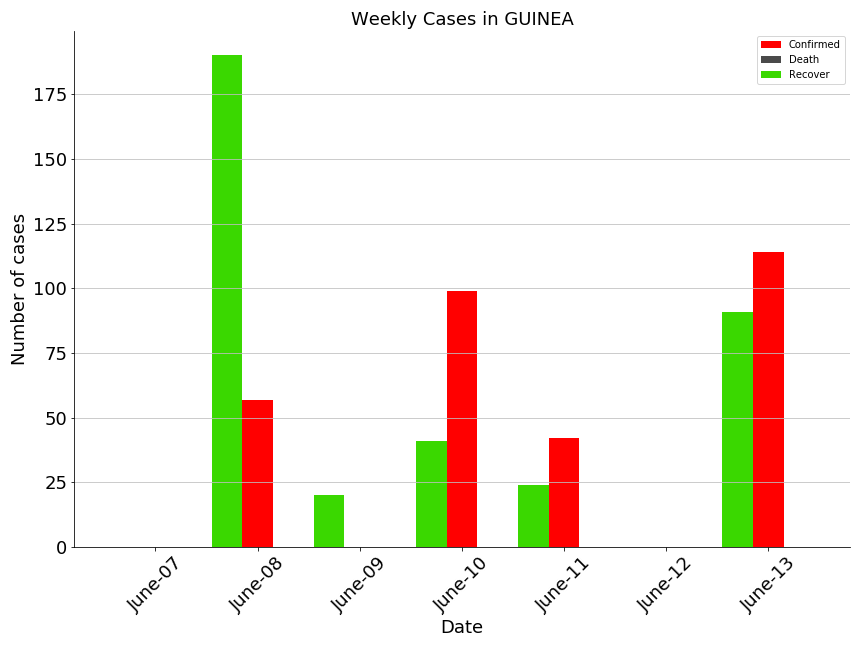 Weekly Cases in GUINEA
Confirmed
Death
Recover
Number of cases
175
150
125
100
75
50
25
0
June-07
June-08
June-09
June-10
June-11
June-12
June-13
Date